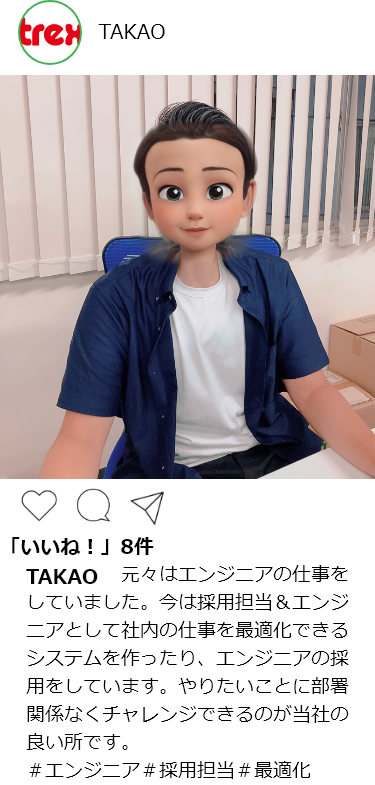 trex
TAKAO
「いいね！」8件
TAKAO 元々はエンジニアの仕事を
していました。今は採用担当＆エンジ
ニアとして社内の仕事を最適化できる
システムを作ったり、エンジニアの採
用をしています。やりたいことに部署
関係なくチャレンジできるのが当社の
良い所です。
＃エンジニア＃採用担当＃最適化